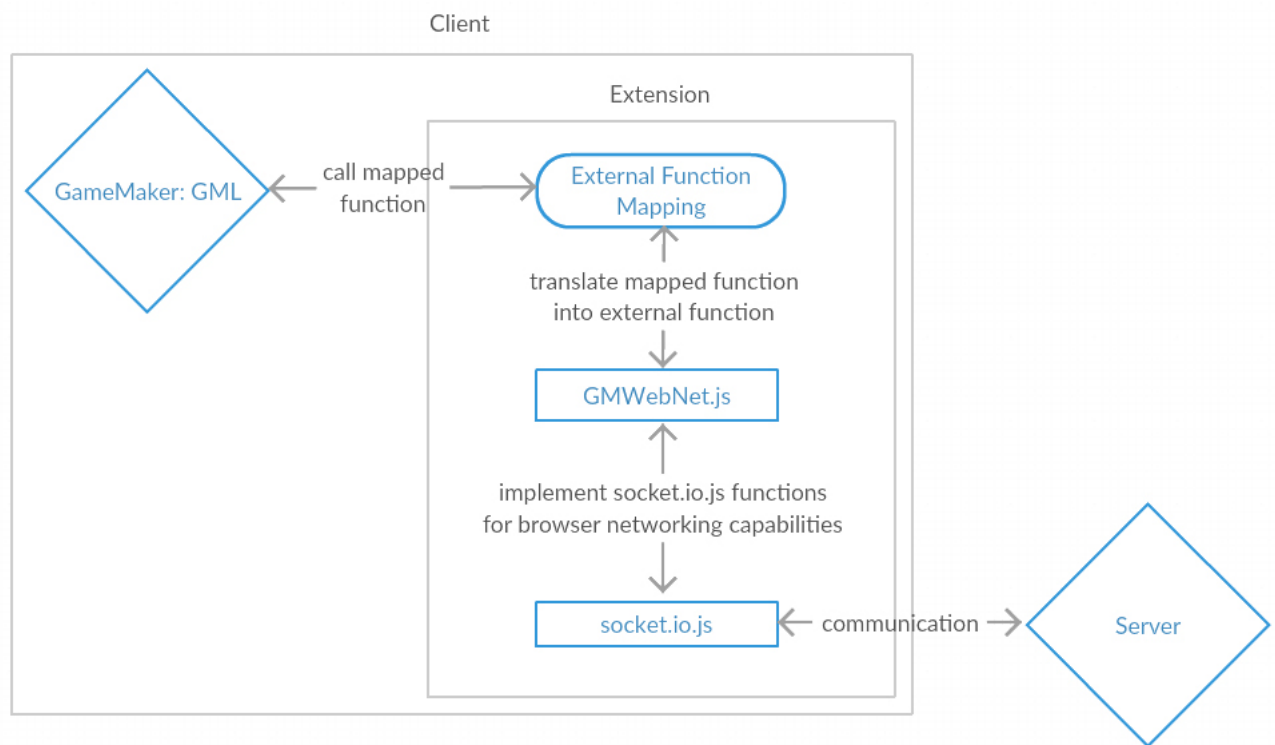 Client
Extension
GameMaker: GML
call mapped
function
External Function
Mapping
translate mapped function
into external function
GMWebNet.js
implement socket.io.js functions
for browser networking capabilities
socket.io.js
communication
Server